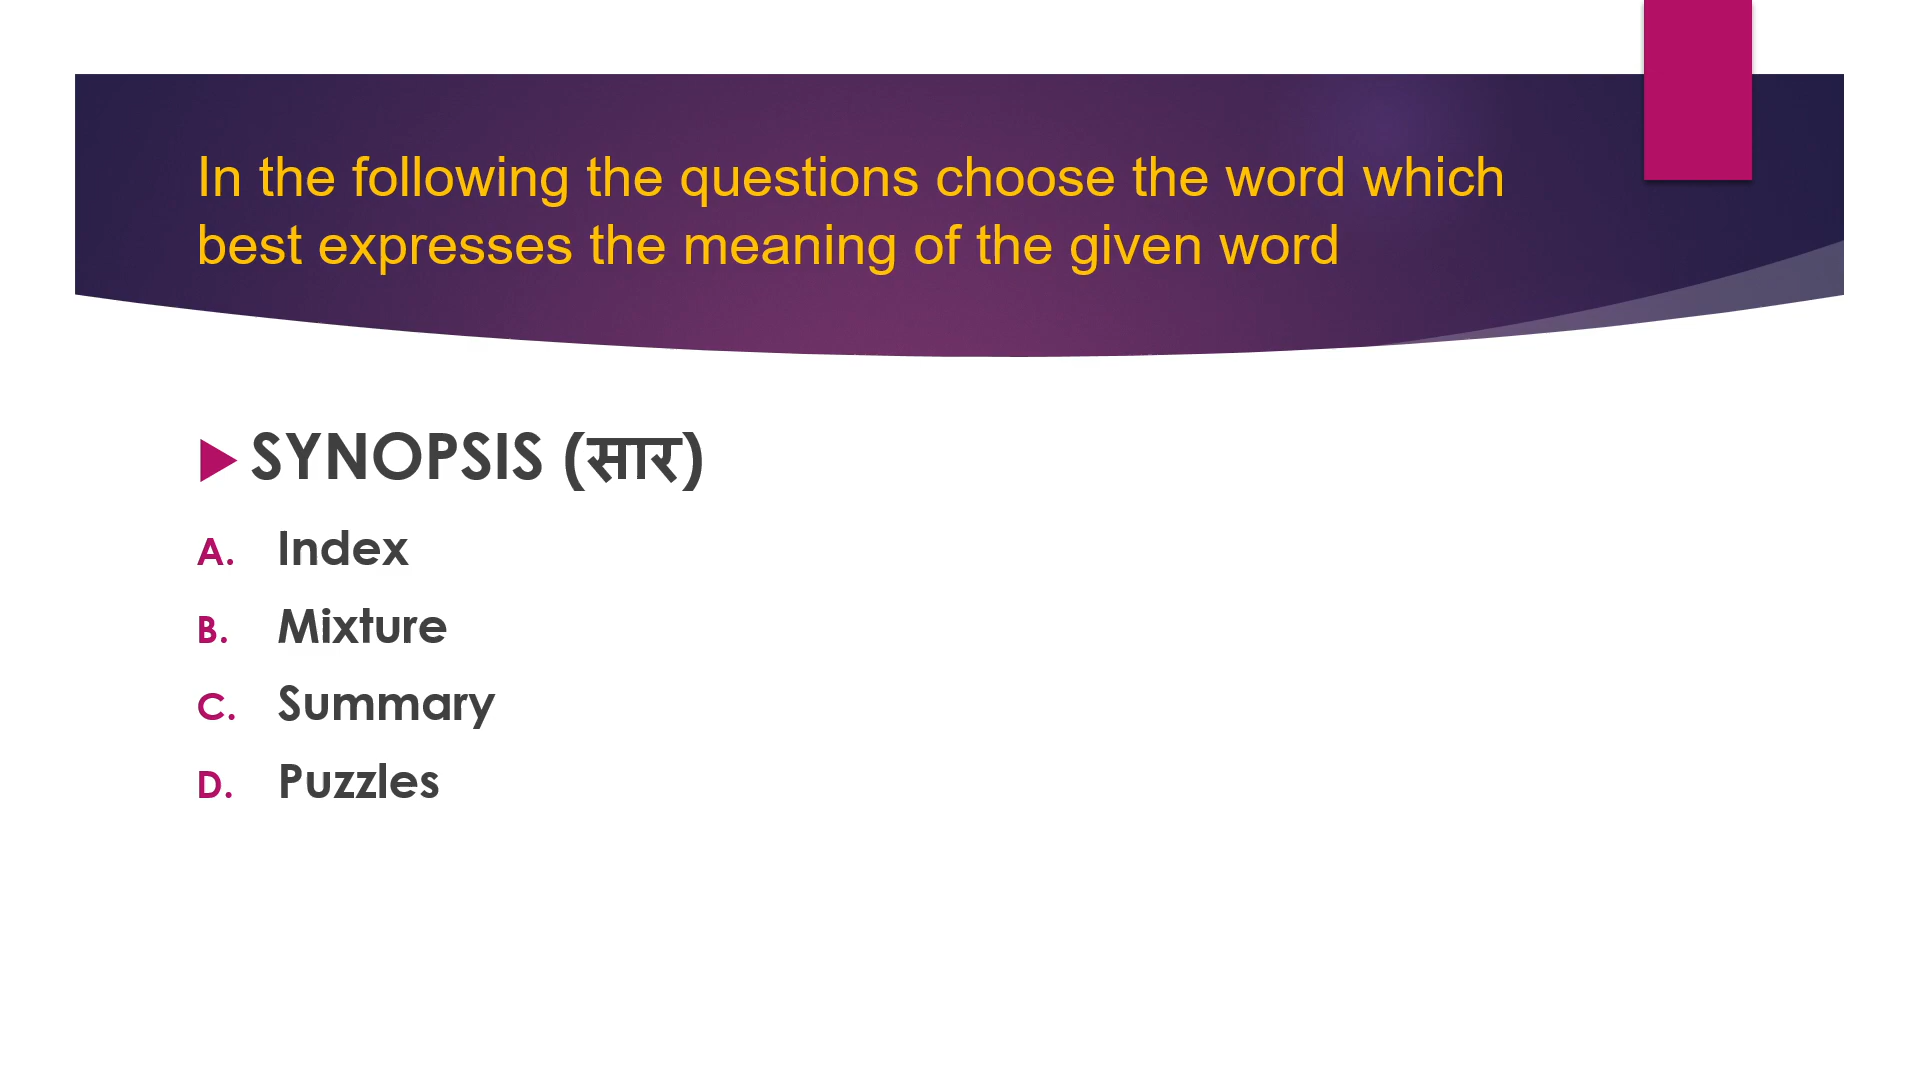 In the following the questions choose the word which
best expresses the meaning of the given word
SYNOPSIS (सार)
A. Index
B. Mixture
C. Summary
D. Puzzles